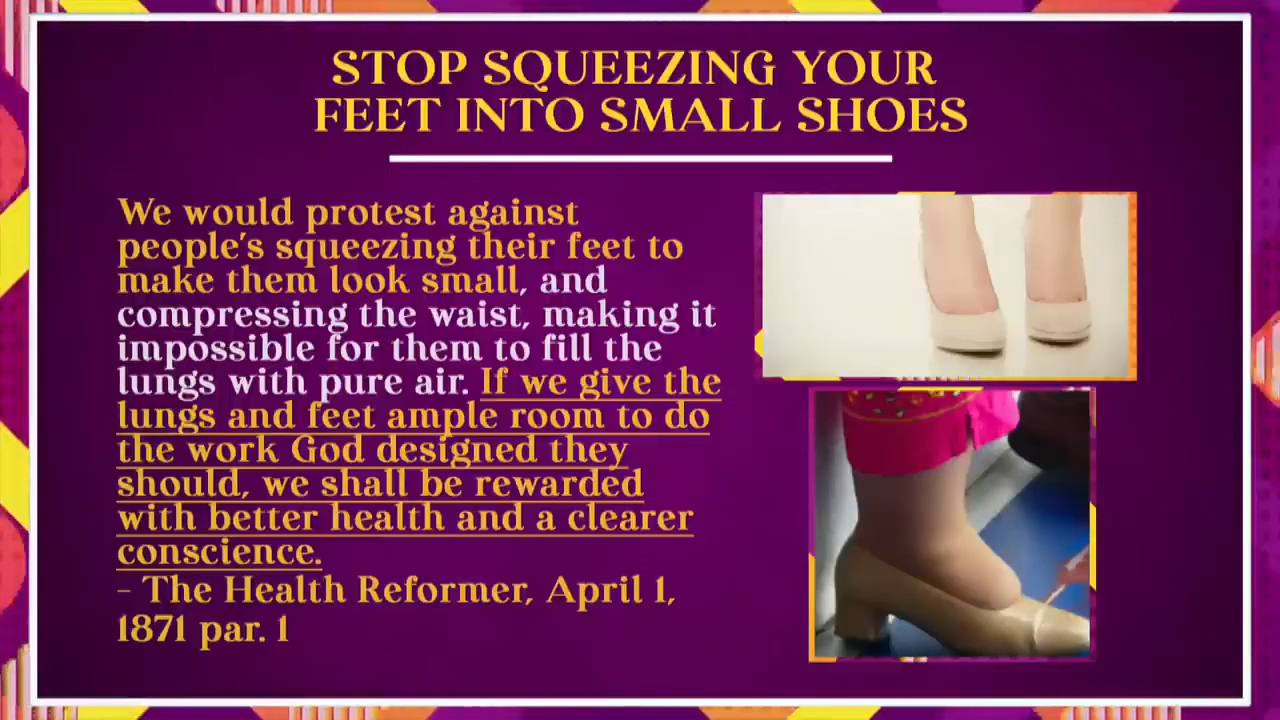 STOP SQUEEZING YOUR
FEET INTO SMALL SHOES
We would protest against
people's squeezing their feet to
make them look small, and
compressing the waist, making it
impossible for them to fill the
lungs with pure air. If we give the
lungs and feet ample room to do
the work God designed they
should, we shall be rewarded
with better health and a clearer
conscience.
- The Health Reformer, April 1,
1871 par. 1